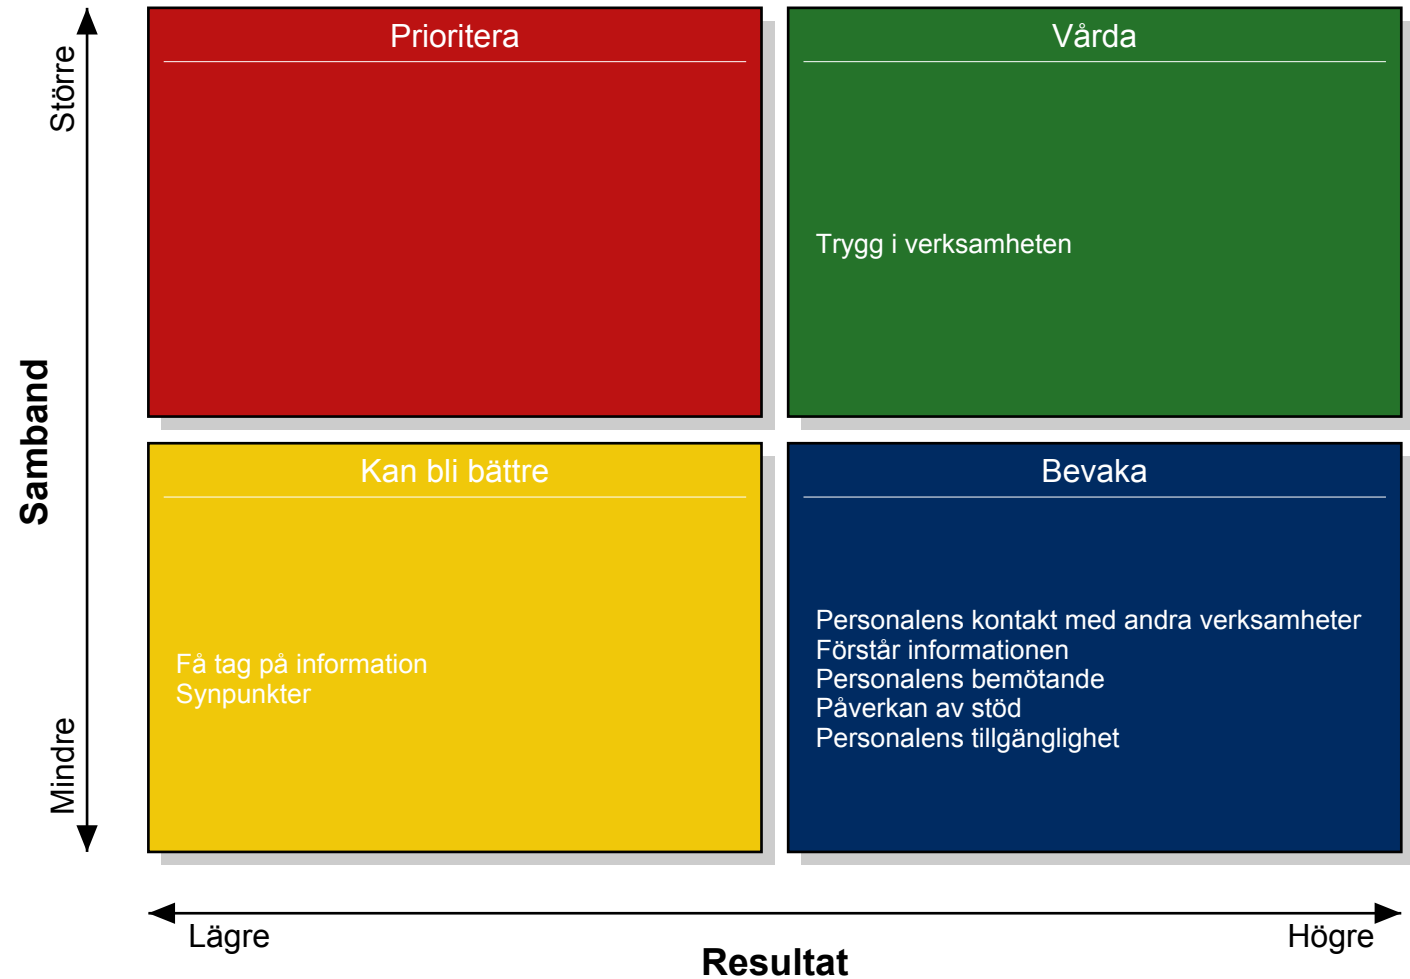 Större
Samband
Mindre
Prioritera
Vårda
Trygg i verksamheten
Kan bli bättre
Få tag på information
Synpunkter
Bevaka
Personalens kontakt med andra verksamheter
Förstår informationen
Personalens bemötande
Påverkan av stöd
Personalens tillgänglighet
Lägre
Högre
Resultat